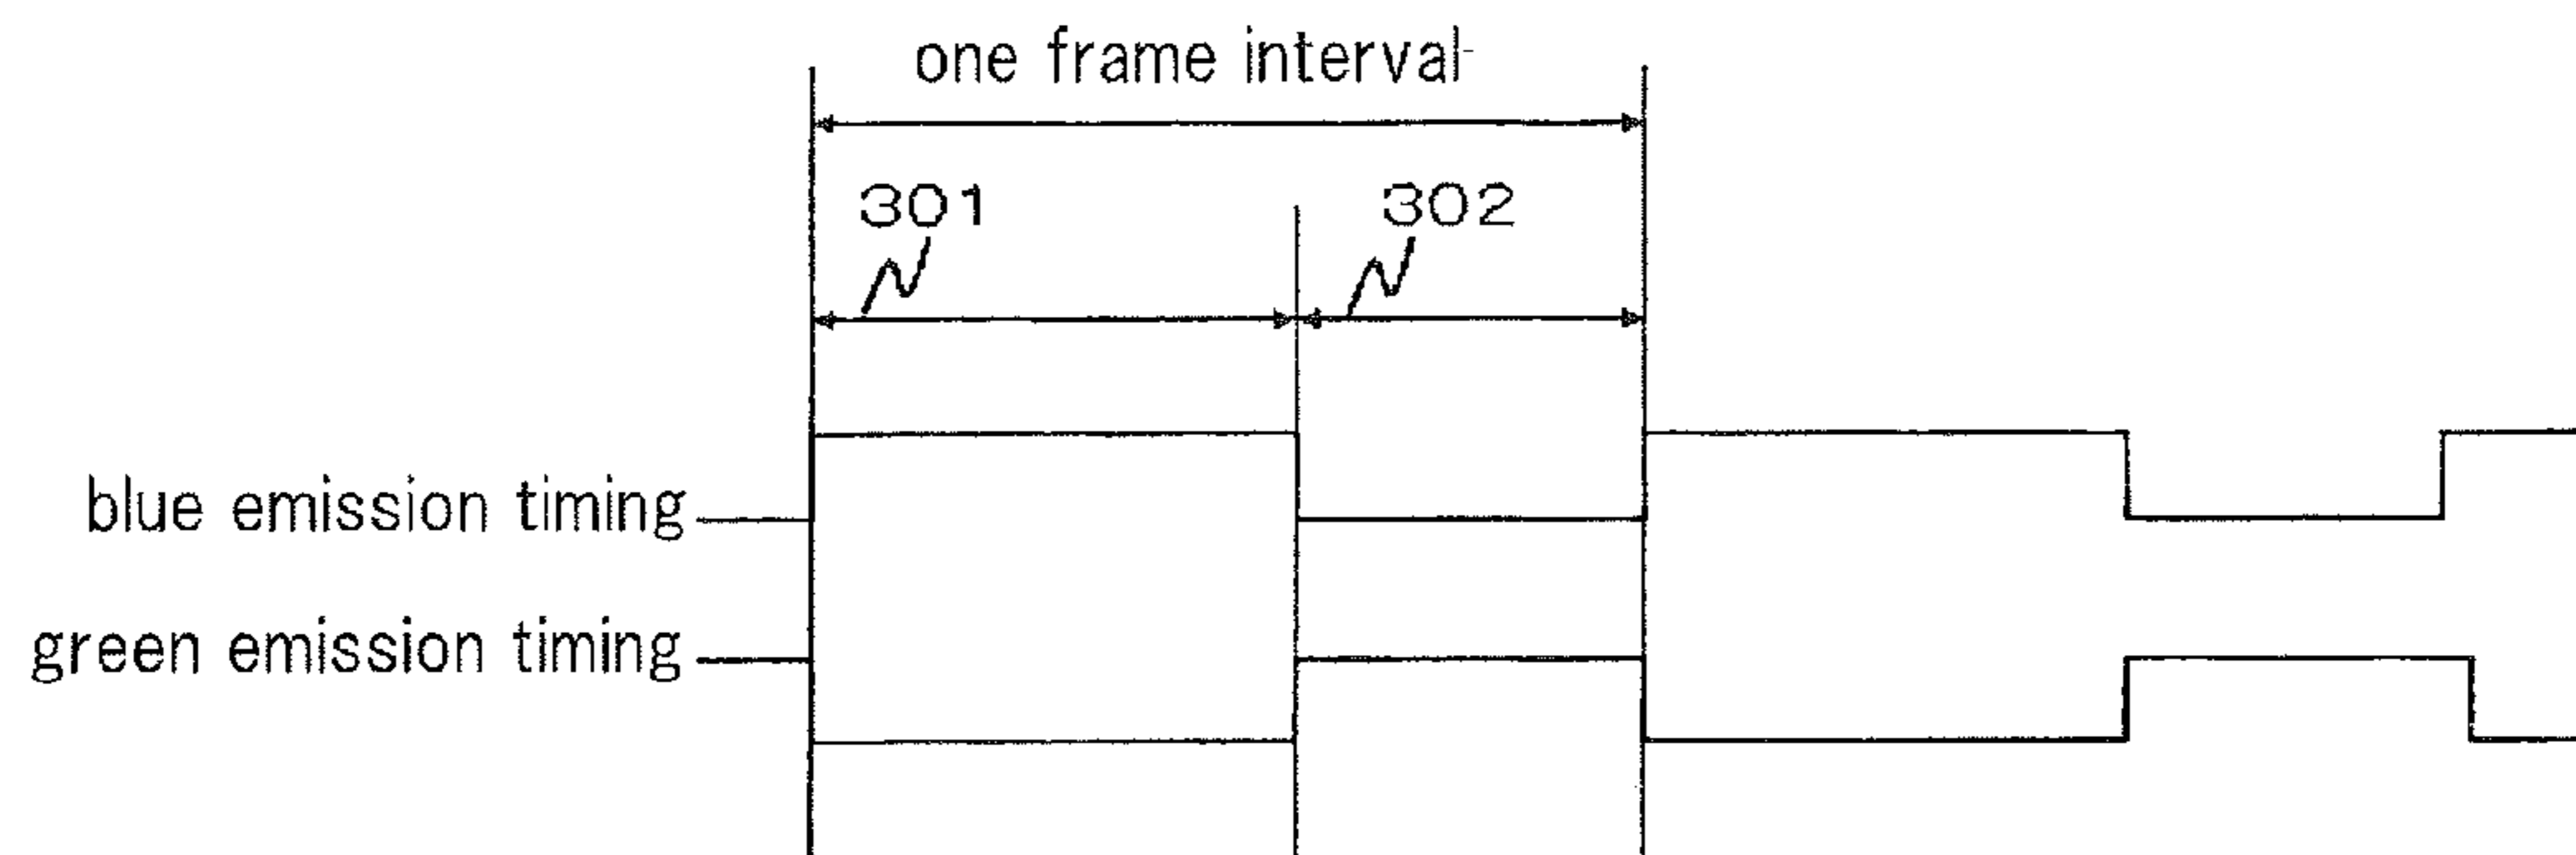 one frame interval
301
302
blue emission timing
green emission timing